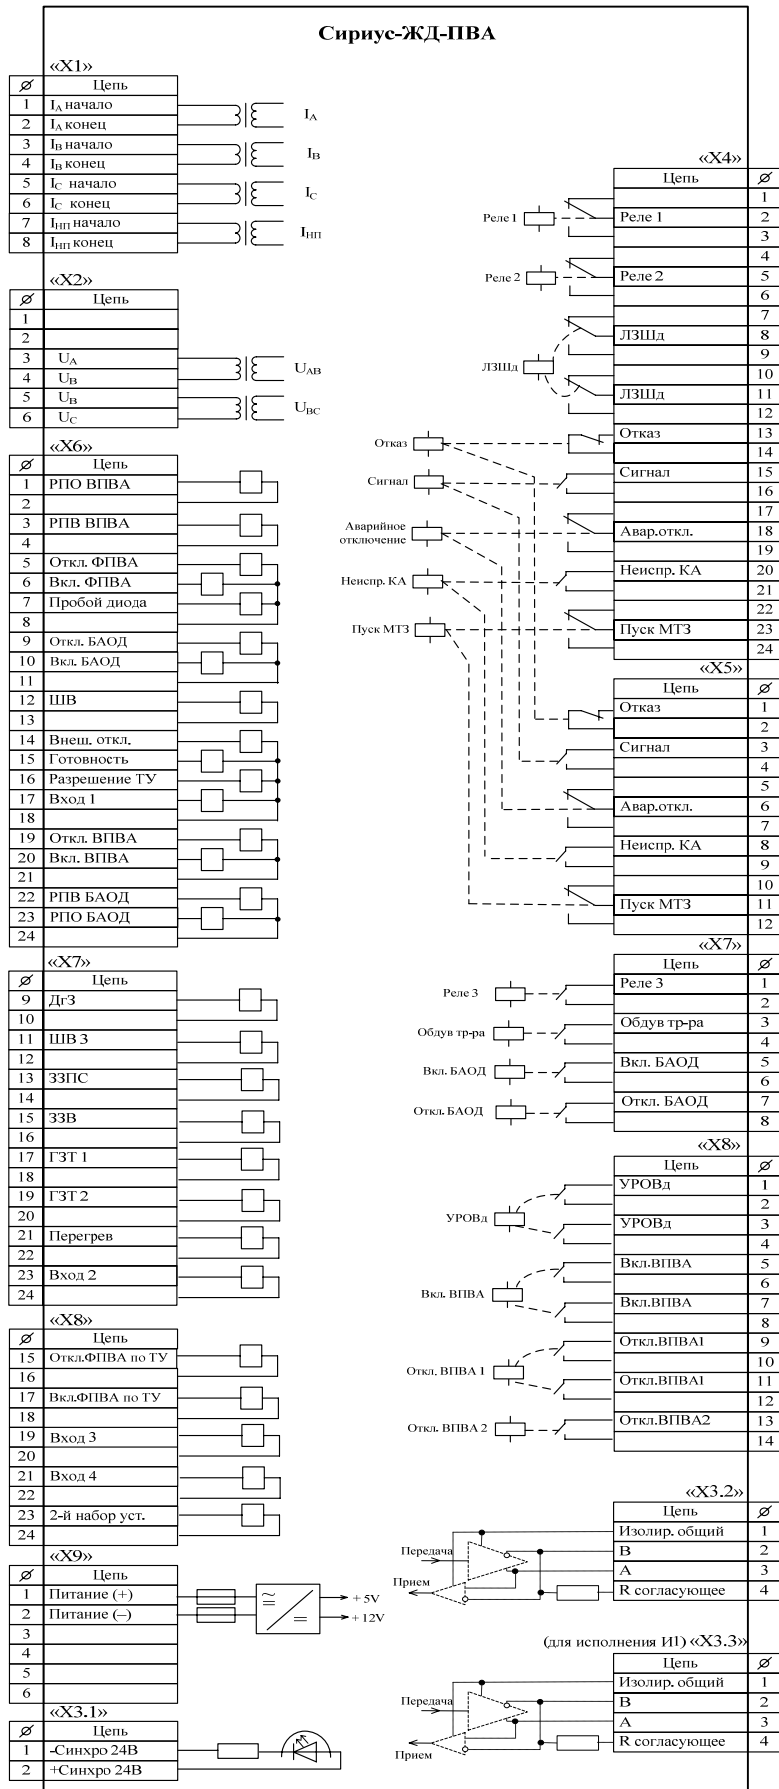 Сириус-ЖД-ПВА
«X1»
Ø Цепь
1 IА начало
2 IА конец
3 IВ начало
4 IВ конец
5 IС начало
6 IС конец
7 IНП начало
8 IНП конец
IА
IВ
IС
IНП
«X2»
Ø Цепь
1
2
3 UА
4 UВ
5 UВ
6 UС
UАВ
UВС
«X6»
Ø Цепь
1 РПО ВПВА
2
3 РПВ ВПВА
4
5 Откл. ФПВА
6 Вкл. ФПВА
7 Пробой диода
8
9 Откл. БАОД
10 Вкл. БАОД
11
12 ШВ
13
14 Внеш. откл.
15 Готовность
16 Разрешение ТУ
17 Вход 1
18
19 Откл. ВПВА
20 Вкл. ВПВА
21
22 РПВ БАОД
23 РПО БАОД
24
«X7»
Ø Цепь
9 ДгЗ
10
11 ШВ 3
12
13 ЗЗПС
14
15 ЗЗВ
16
17 ГЗТ 1
18
19 ГЗТ 2
20
21 Перегрев
22
23 Вход 2
24
«X8»
Ø Цепь
15 Откл.ФПВА по ТУ
16
17 Вкл.ФПВА по ТУ
18
19 Вход 3
20
21 Вход 4
22
23 2-й набор уст.
24
«X9»
Ø Цепь
1 Питание (+)
2 Питание (–)
3
4
5
6
+ 5V
+ 12V
«X3.1»
Ø Цепь
1 -Синхро 24В
2 +Синхро 24В
«X4»
Цепь Ø
1
Реле 1 Реле 1 2
3
4
Реле 2 Реле 2 5
6
7
ЛЗШд 8
9
ЛЗШд
10
ЛЗШд 11
12
Отказ Отказ 13
14
Сигнал Сигнал 15
16
17
Аварийное отключение Авар.откл. 18
19
Неиспр. КА Неиспр. КА 20
21
22
Пуск МТЗ Пуск МТЗ 23
24
«X5»
Цепь Ø
Отказ 1
2
Сигнал 3
4
5
Авар.откл. 6
7
Неиспр. КА 8
9
10
Пуск МТЗ 11
12
«X7»
Цепь Ø
Реле 3 Реле 3 1
2
Обдув тр-ра Обдув тр-ра 3
4
Вкл. БАОД Вкл. БАОД 5
6
Откл. БАОД Откл. БАОД 7
8
«X8»
Цепь Ø
УРОВд 1
2
УРОВд УРОВд 3
4
Вкл.ВПВА 5
6
Вкл. ВПВА Вкл.ВПВА 7
8
Откл.ВПВА1 9
10
Откл. ВПВА 1 Откл.ВПВА1 11
12
Откл. ВПВА 2 Откл.ВПВА2 13
14
«X3.2»
Цепь Ø
Изолир. общий 1
Передача В 2
А 3
Прием R согласующее 4
(для исполнения И1) «X3.3»
Цепь Ø
Изолир. общий 1
Передача В 2
А 3
Прием R согласующее 4